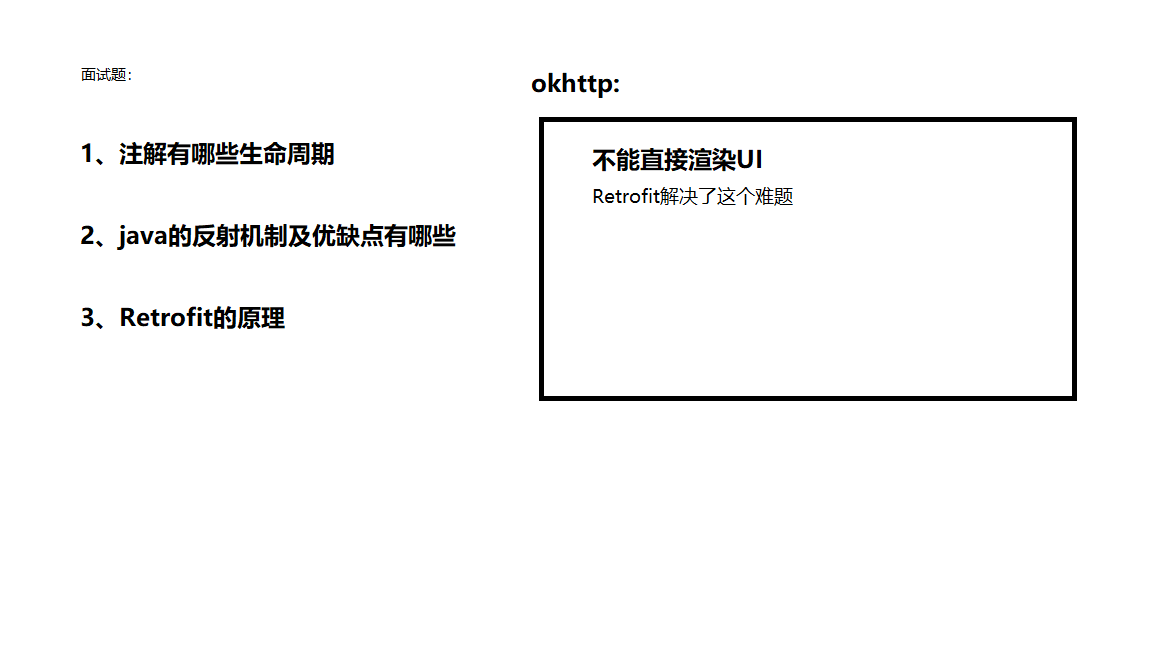 面试题：
1、注解有哪些生命周期
2、java的反射机制及优缺点有哪些
3、Retrofit的原理
okhttp:
不能直接渲染UI
Retrofit解决了这个难题